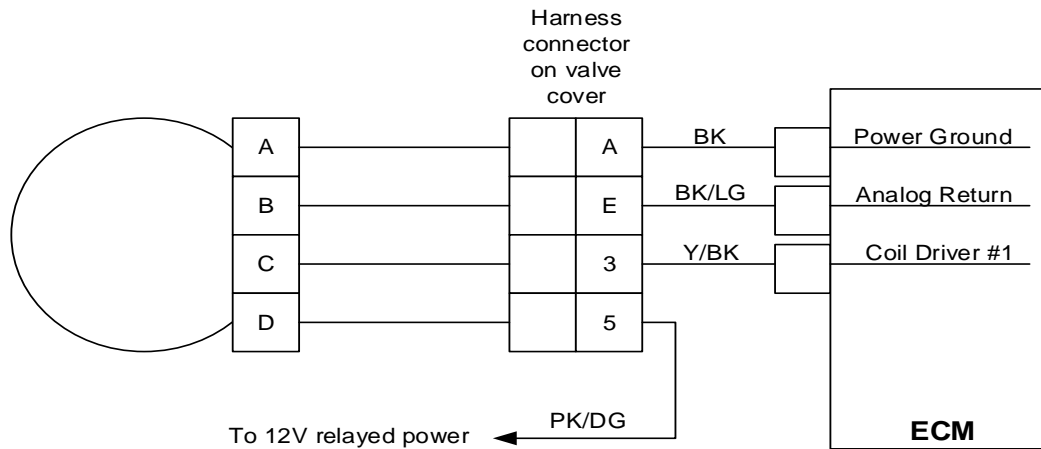 Harness
connector
on valve
cover
A
A
BK
Power Ground
B
E
BK/LG
Analog Return
C
3
Y/BK
Coil Driver #1
D
5
PK/DG
To 12V relayed power
ECM